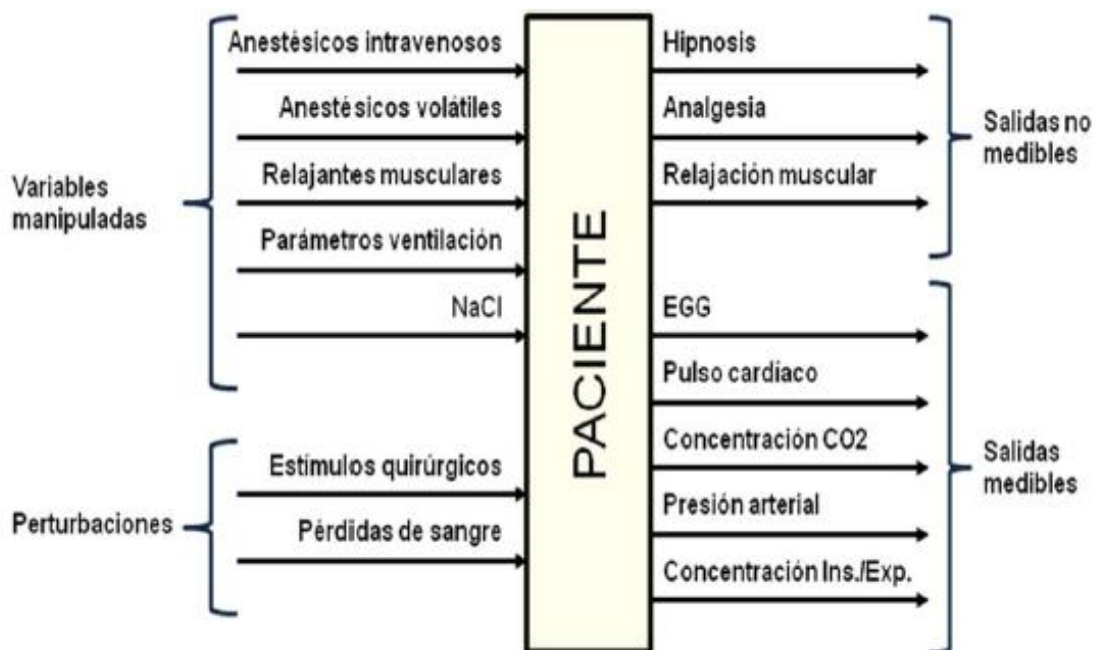 Variables
manipuladas
Anestésicos intravenosos
Anestésicos volátiles
Relajantes musculares
Parámetros ventilación
NaCl
Perturbaciones
Estímulos quirúrgicos
Pérdidas de sangre
PACIENTE
Hipnosis
Analgesia
Relajación muscular
Salidas no
medibles
EGG
Pulso cardíaco
Concentración CO2
Presión arterial
Concentración Ins./Exp.
Salidas
medibles